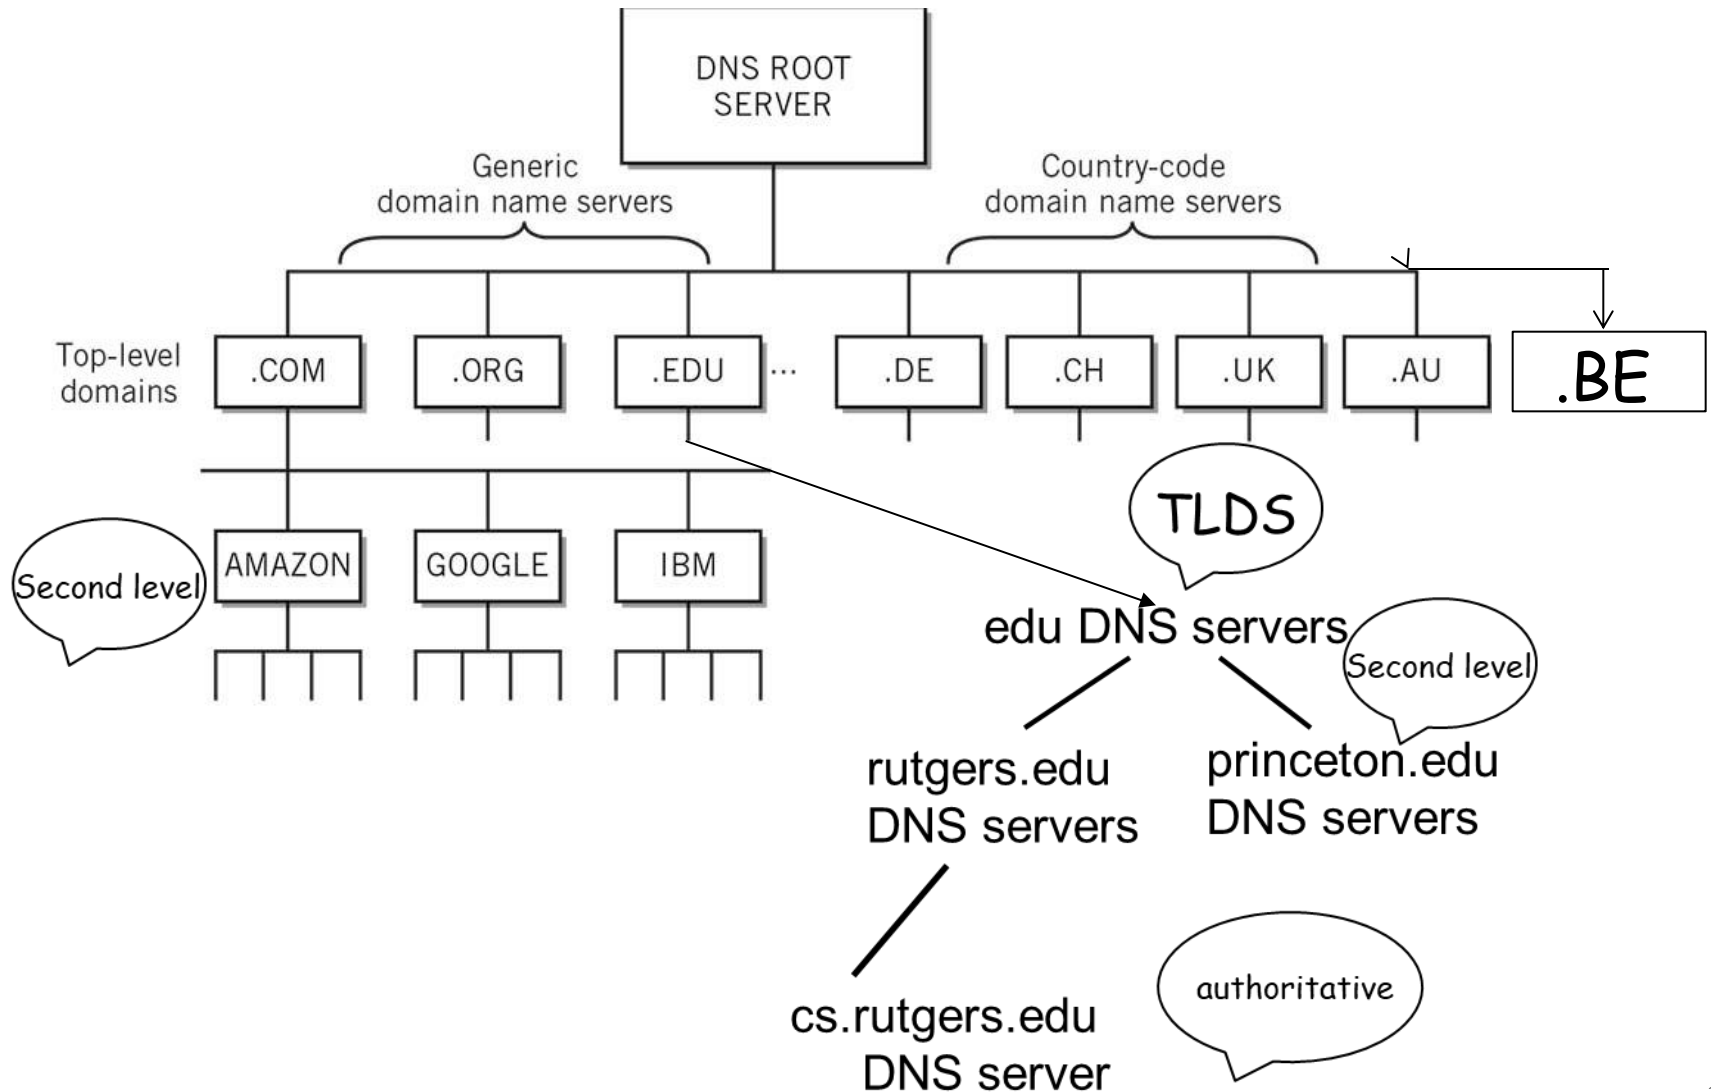 DNS ROOT
SERVER
Generic
domain name servers
Country-code
domain name servers
Top-level
domains
.COM
.ORG
.EDU
...
.DE
.CH
.UK
.AU
.BE
TLDS
Second level
AMAZON
GOOGLE
IBM
edu DNS servers
Second level
rutgers.edu
DNS servers
princeton.edu
DNS servers
cs.rutgers.edu
DNS server
authoritative